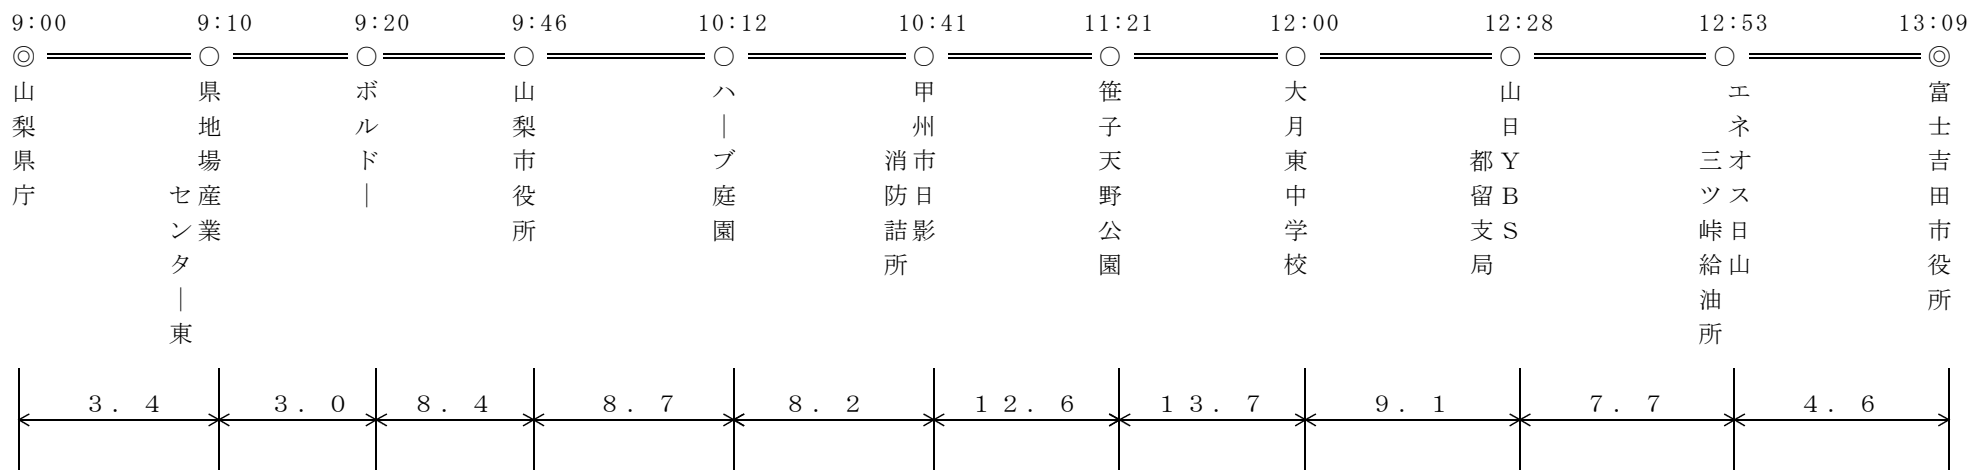 9:00 9:10 9:20 9:46 10:12 10:41 11:21 12:00 12:28 12:53 13:09
山梨県庁
県地場産業
センター東
ボルドー
山梨市役所
ハーブ庭園
甲州市日影
消防詰所
笹子天野公園
大月東中学校
山日ＹＢＳ
都留支局
エネオス日山
三ツ峠給油所
富士吉田市役所
３．４ ３．０ ８．４ ８．７ ８．２ １２．６ １３．７ ９．１ ７．７ ４．６